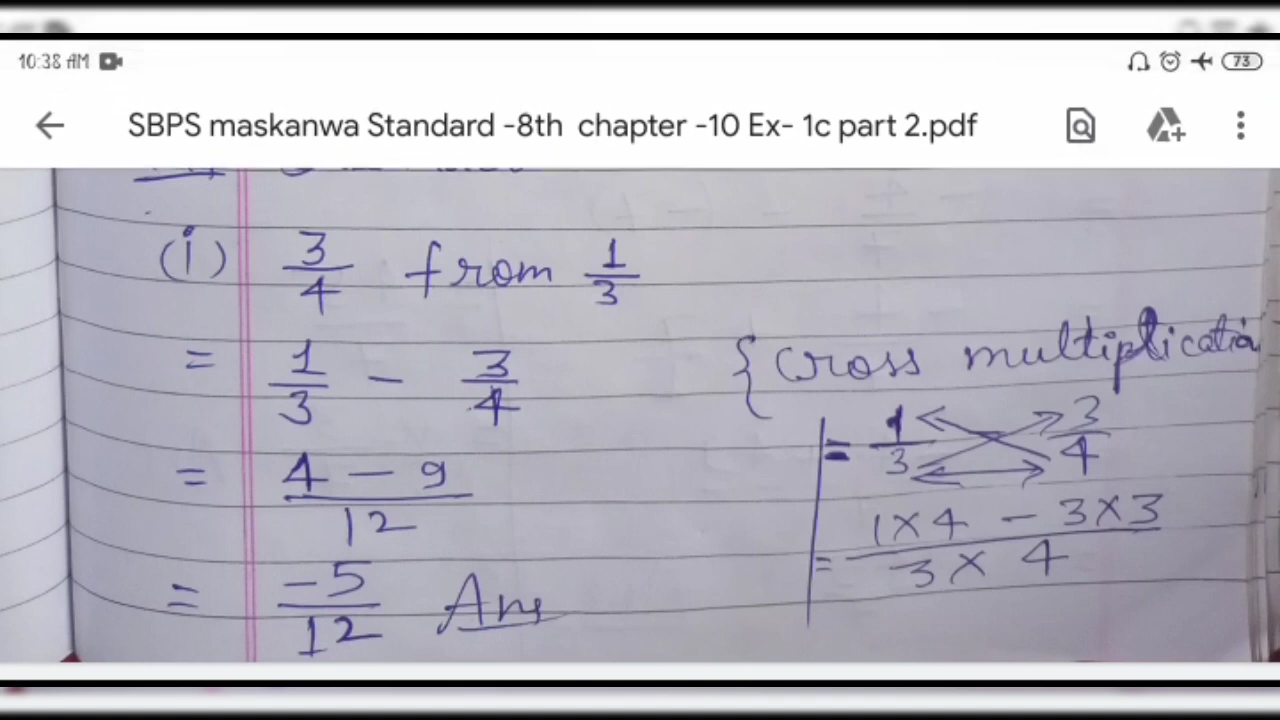 10:38 AM
73
SBPS maskanwa Standard -8th chapter -10 Ex- 1c part 2.pdf
(i) 3/4 from 1/3
= 1/3 - 3/4
= 4 - 9 / 12
= -5/12 Ans
{ Cross multiplication
= 1/3 3/4
= 1×4 - 3×3 / 3×4